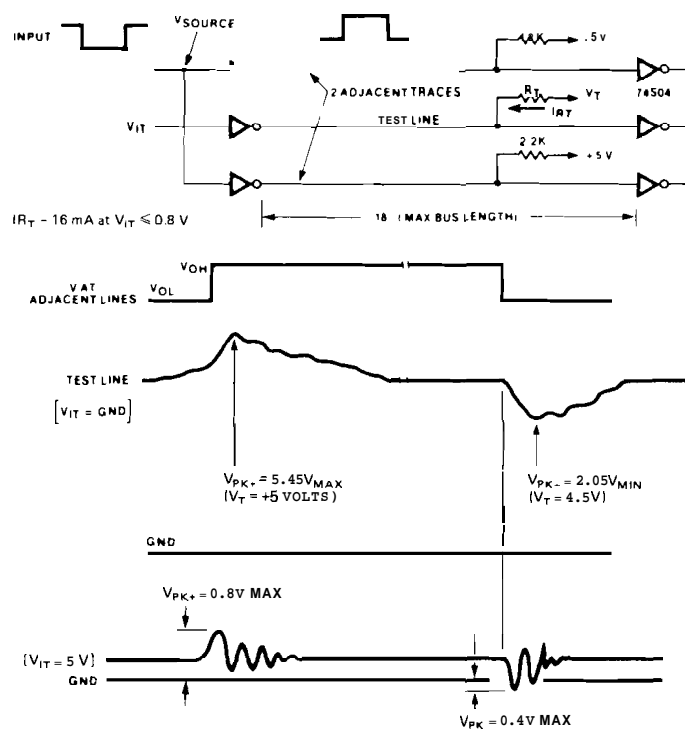 VSOURCE
INPUT
.5V
2 ADJACENT TRACES
RT
VT
74504
IRT
VIT
TEST LINE
2.2K
+5 V
IRT – 16 mA at VIT ⩽ 0.8 V
18 (MAX BUS LENGTH)
VOH
V AT
ADJACENT LINES
VOL
TEST LINE
[VIT = GND]
VPK+ = 5.45VMAX
(VT = +5 VOLTS)
VPK– = 2.05VMIN
(VT = 4.5V)
GND
VPK+ = 0.8V MAX
(VIT = 5 V)
GND
VPK = 0.4V MAX